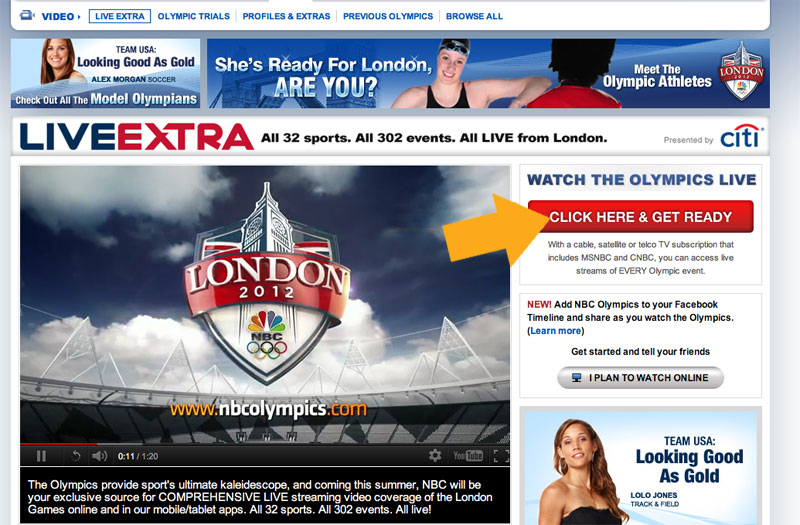 VIDEO
LIVE EXTRA
OLYMPIC TRIALS
PROFILES & EXTRAS
PREVIOUS OLYMPICS
BROWSE ALL
TEAM USA:
Looking Good As Gold
ALEX MORGAN SOCCER
Check Out All The Model Olympians
She's Ready For London,
ARE YOU?
Meet The
Olympic Athletes
LONDON
2012
LIVEEXTRA
All 32 sports. All 302 events. All LIVE from London.
Presented by citi
LONDON
2012
NBC
www.nbcolympics.com
0:11 / 1:20
YouTube
The Olympics provide sport's ultimate kaleidescope, and coming this summer, NBC will
be your exclusive source for COMPREHENSIVE LIVE streaming video coverage of the London
Games online and in our mobile/tablet apps. All 32 sports. All 302 events. All live!
WATCH THE OLYMPICS LIVE
CLICK HERE & GET READY
With a cable, satellite or telco TV subscription that
includes MSNBC and CNBC, you can access live
streams of EVERY Olympic event.
NEW! Add NBC Olympics to your Facebook
Timeline and share as you watch the Olympics.
(Learn more)
Get started and tell your friends
I PLAN TO WATCH ONLINE
TEAM USA:
Looking Good
As Gold
LOLO JONES
TRACK & FIELD